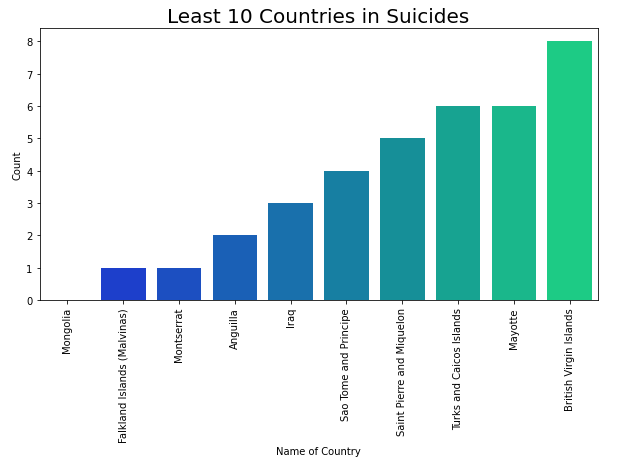 Least 10 Countries in Suicides
8
7
6
5
4
3
2
1
0
Count
Mongolia
Falkland Islands (Malvinas)
Montserrat
Anguilla
Iraq
Sao Tome and Principe
Saint Pierre and Miquelon
Turks and Caicos Islands
Mayotte
British Virgin Islands
Name of Country